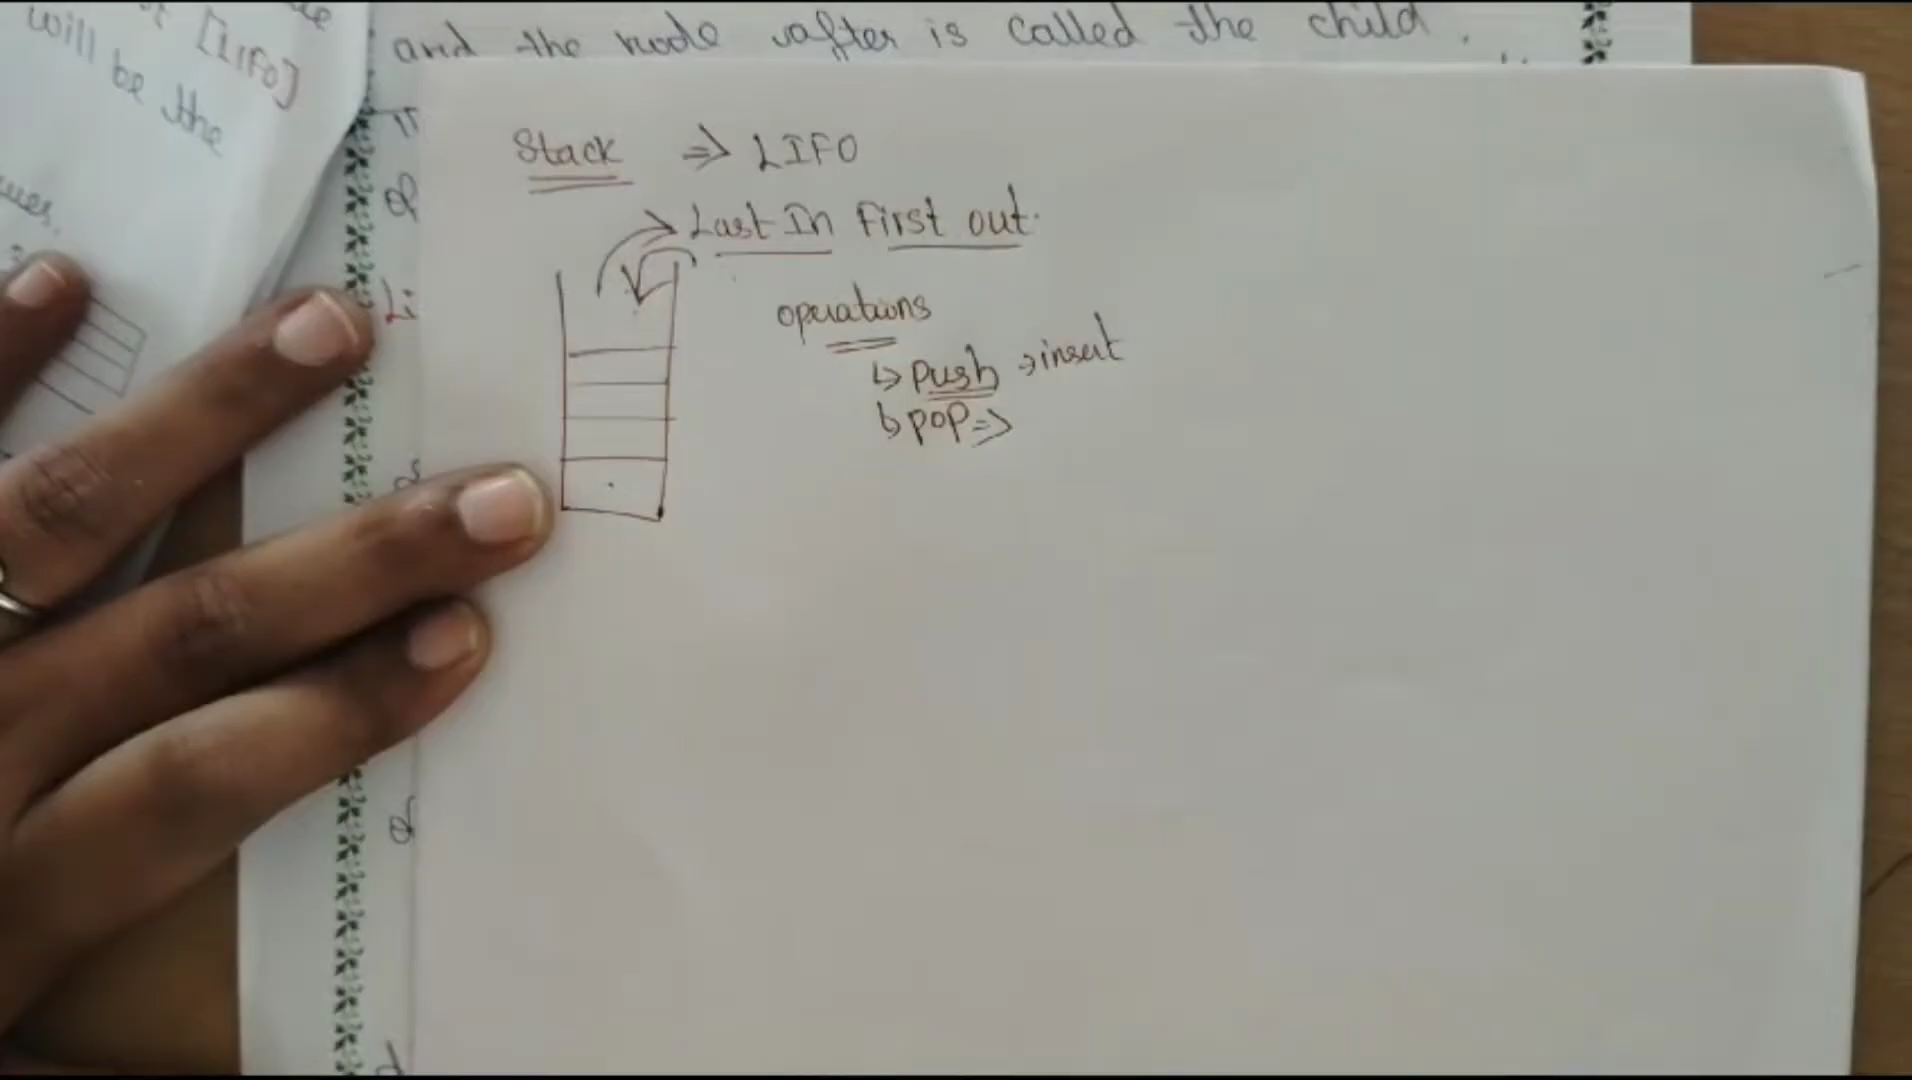 [LIFO]
will be the
and the node after is called the child.
Stack ⇒ LIFO
Last In First out.
operations
↳ Push → insert
↳ pop ⇒